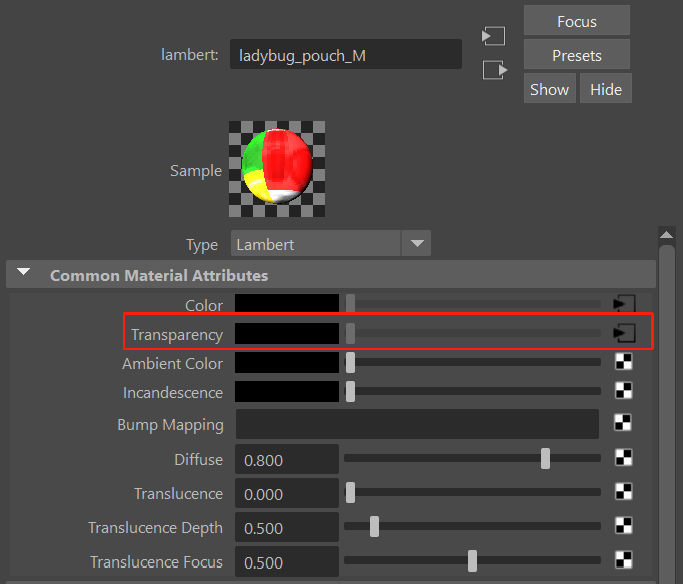 Focus
lambert: ladybug_pouch_M
Presets
Show Hide
Sample
Type Lambert
Common Material Attributes
Color
Transparency
Ambient Color
Incandescence
Bump Mapping
Diffuse 0.800
Translucence 0.000
Translucence Depth 0.500
Translucence Focus 0.500